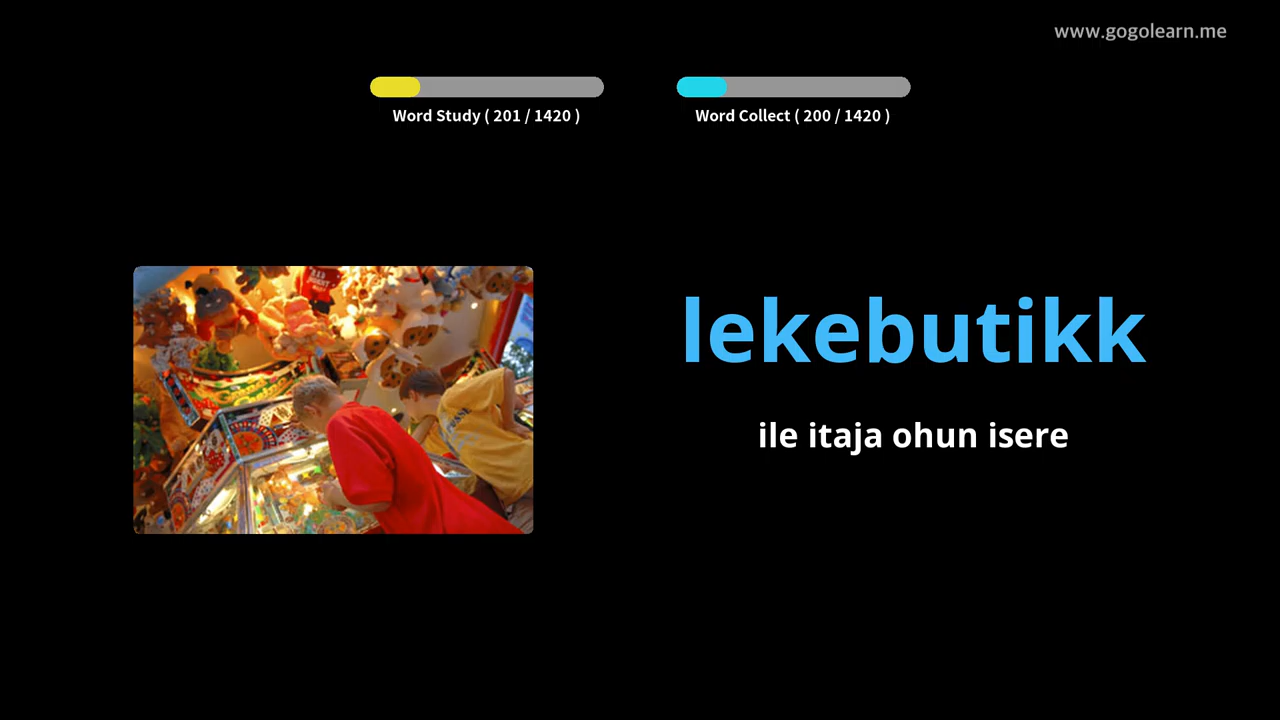 www.gogolearn.me
Word Study ( 201 / 1420 )
Word Collect ( 200 / 1420 )
lekebutikk
ile itaja ohun isere